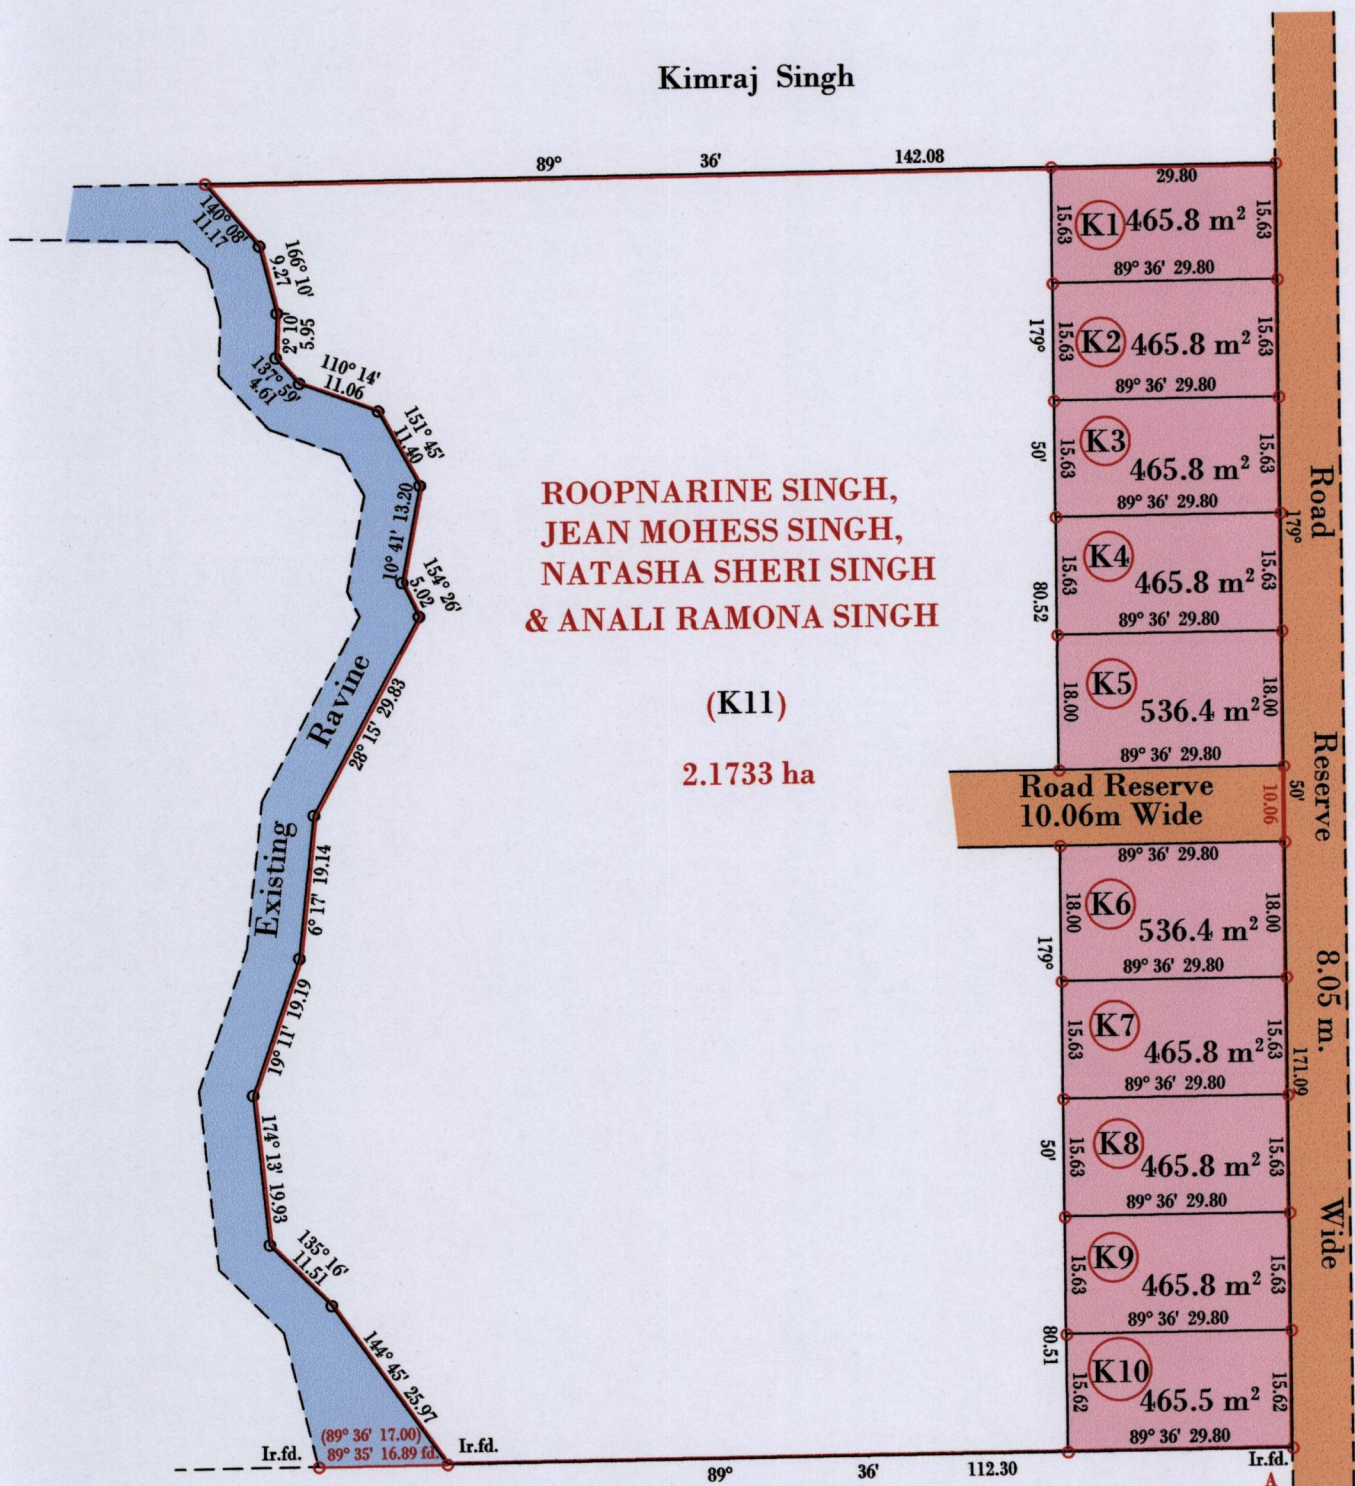 Kimraj Singh
89° 36' 142.08
29.80
15.63 K1 465.8 m² 15.63
89° 36' 29.80
15.63 K2 465.8 m² 15.63
89° 36' 29.80
15.63 K3 465.8 m² 15.63
89° 36' 29.80
15.63 K4 465.8 m² 15.63
89° 36' 29.80
18.00 K5 536.4 m² 18.00
89° 36' 29.80
179° 50' 80.52
Road Reserve
10.06m Wide
10.06
89° 36' 29.80
18.00 K6 536.4 m² 18.00
89° 36' 29.80
15.63 K7 465.8 m² 15.63
89° 36' 29.80
15.63 K8 465.8 m² 15.63
89° 36' 29.80
15.63 K9 465.8 m² 15.63
89° 36' 29.80
15.62 K10 465.5 m² 15.62
89° 36' 29.80
179° 50' 80.51
179° 50' 171.09
Road Reserve 8.05 m. Wide
140° 08'
11.17
166° 10'
9.27
2° 10'
5.95
137° 59'
4.61
110° 14'
11.06
151° 45'
11.40
10° 41' 13.20
154° 26'
5.02
28° 15' 29.83
6° 17' 19.14
19° 11' 19.19
174° 13' 19.93
135° 16'
11.51
144° 45' 25.97
Existing Ravine
ROOPNARINE SINGH,
JEAN MOHESS SINGH,
NATASHA SHERI SINGH
& ANALI RAMONA SINGH
(K11)
2.1733 ha
(89° 36' 17.00)
Ir.fd. 89° 35' 16.89 fd. Ir.fd.
89° 36' 112.30
Ir.fd.
A